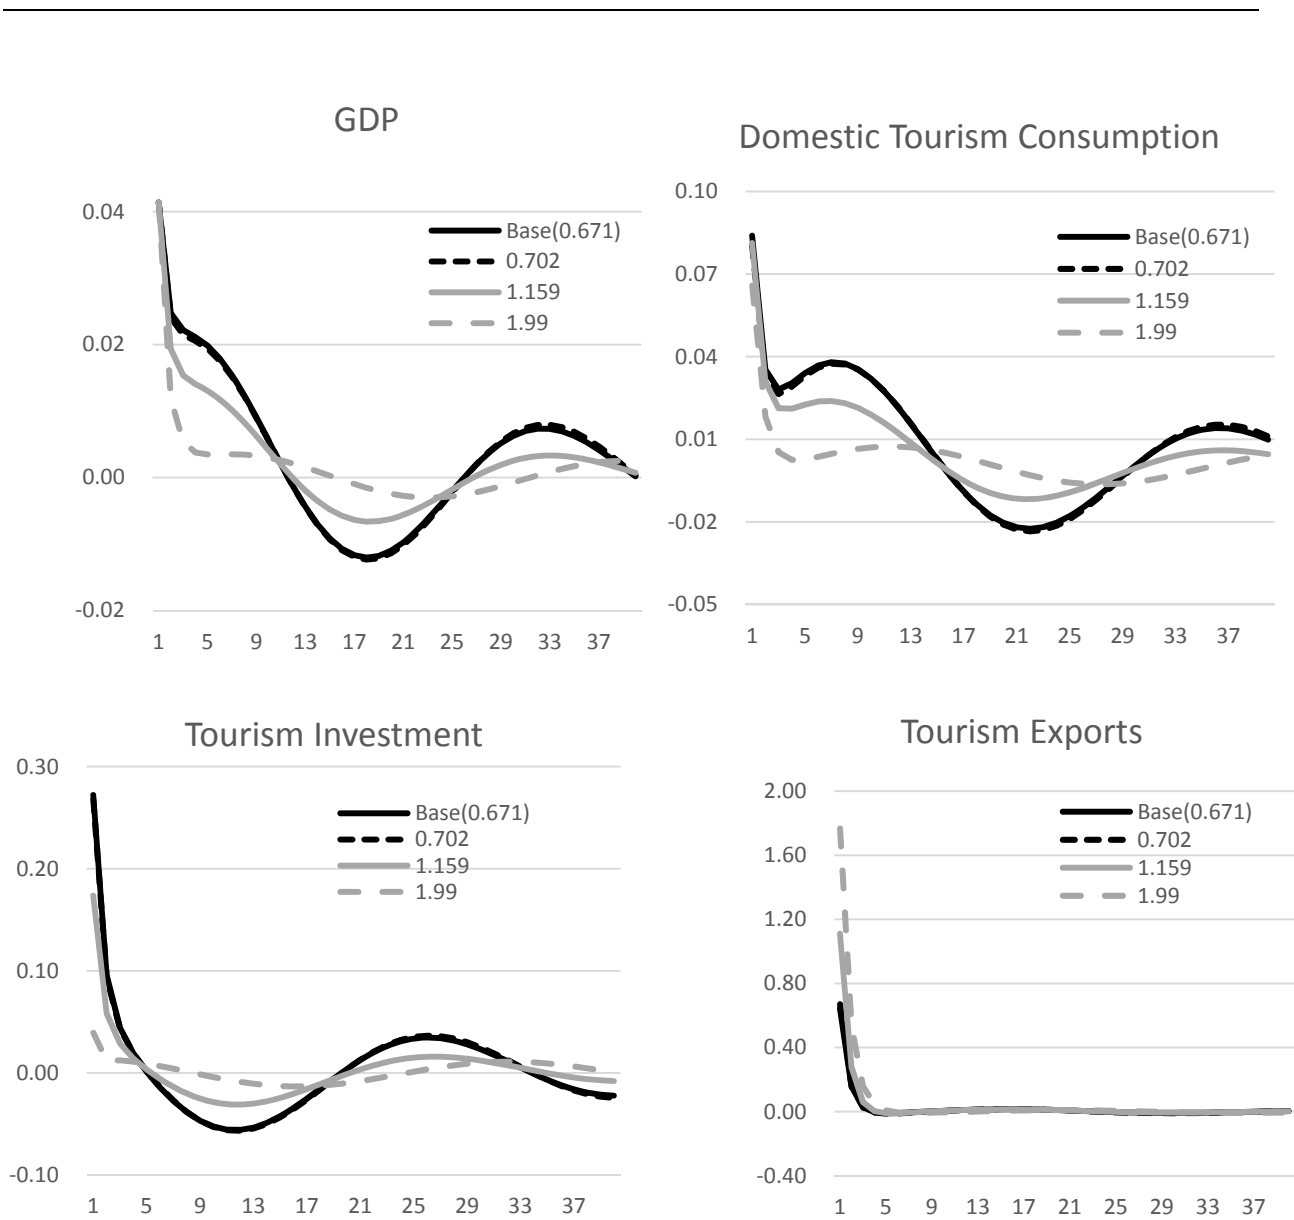 GDP
0.04
0.02
0.00
-0.02
Base(0.671)
0.702
1.159
1.99
1 5 9 13 17 21 25 29 33 37
Domestic Tourism Consumption
0.10
0.07
0.04
0.01
-0.02
-0.05
Base(0.671)
0.702
1.159
1.99
1 5 9 13 17 21 25 29 33 37
Tourism Investment
0.30
0.20
0.10
0.00
-0.10
Base(0.671)
0.702
1.159
1.99
1 5 9 13 17 21 25 29 33 37
Tourism Exports
2.00
1.60
1.20
0.80
0.40
0.00
-0.40
Base(0.671)
0.702
1.159
1.99
1 5 9 13 17 21 25 29 33 37